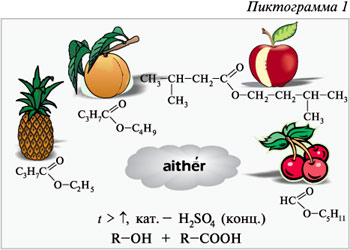 Пиктограмма 1
CH₃–CH–CH₂–C
O
CH₃
O–CH₂–CH₂–CH–CH₃
CH₃
C₃H₇C
O
O–C₄H₉
C₃H₇C
O
O–C₂H₅
aithér
HC
O
O–C₅H₁₁
t > ↑, кат. – H₂SO₄ (конц.)
R–OH + R–COOH